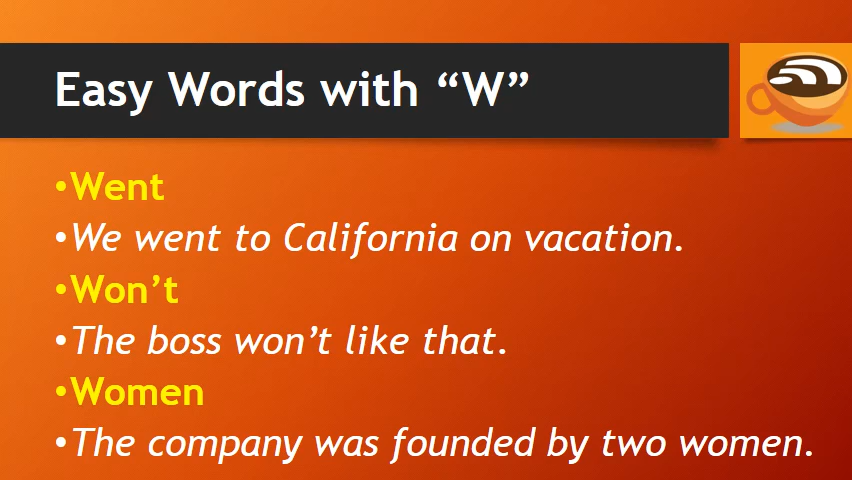 Easy Words with “W”
•Went
•We went to California on vacation.
•Won’t
•The boss won’t like that.
•Women
•The company was founded by two women.